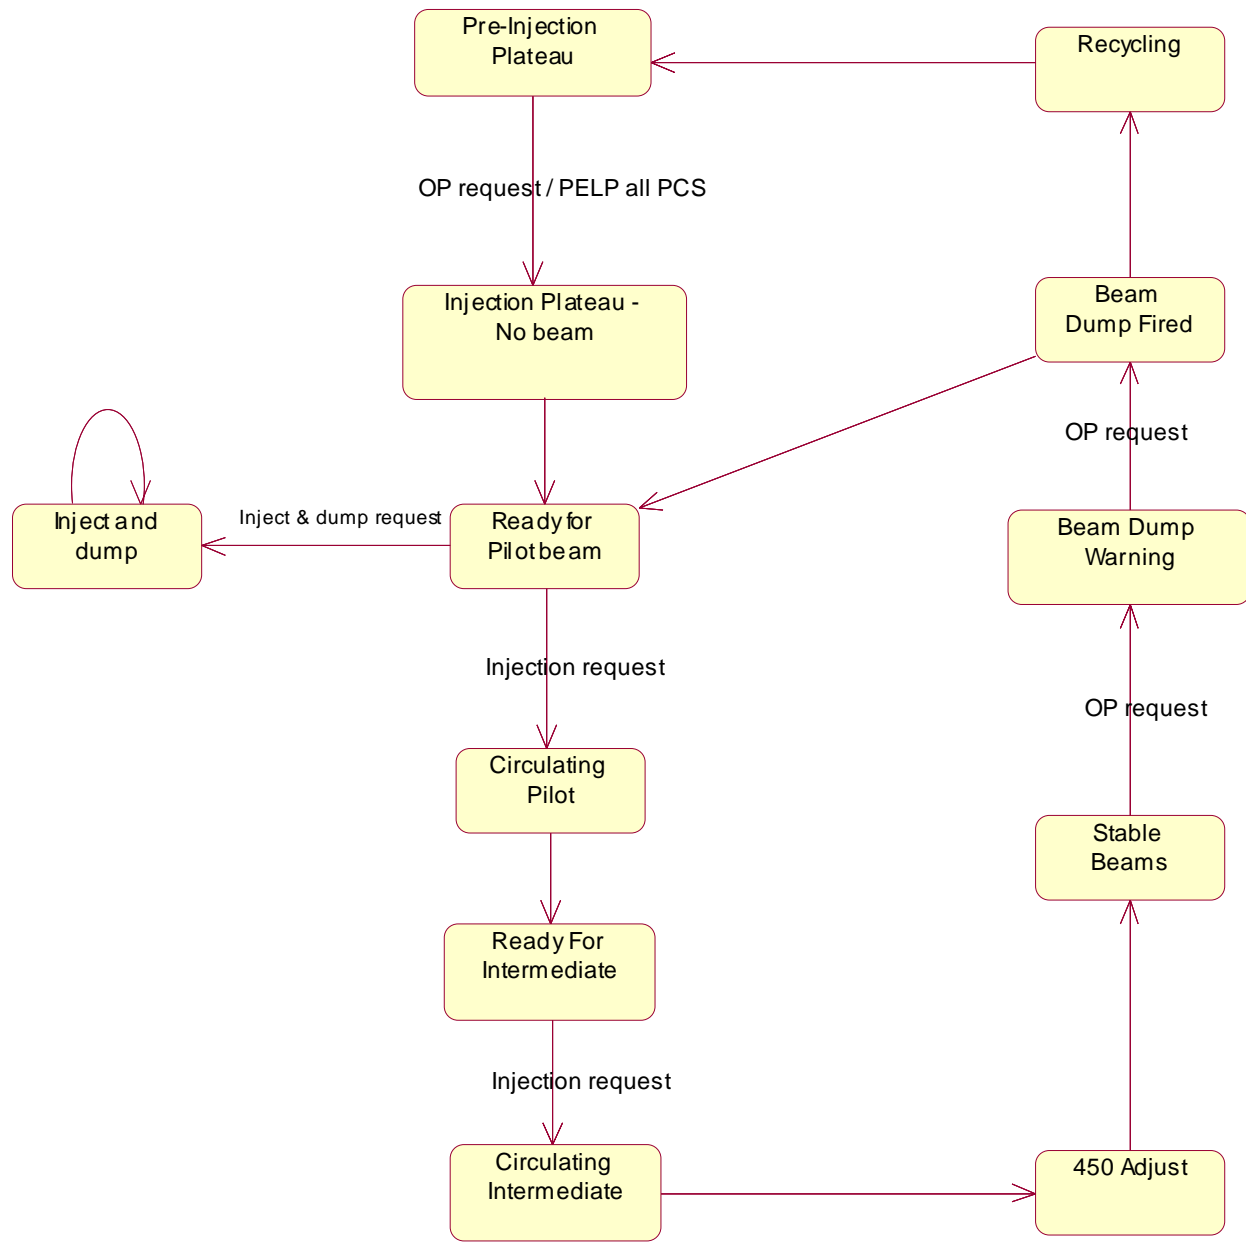 Pre-Injection
Plateau
Recycling
OP request / PELP all PCS
Injection Plateau -
No beam
Beam
Dump Fired
OP request
Inject and
dump
Inject & dump request
Ready for
Pilot beam
Beam Dump
Warning
Injection request
OP request
Circulating
Pilot
Stable
Beams
Ready For
Intermediate
Injection request
Circulating
Intermediate
450 Adjust